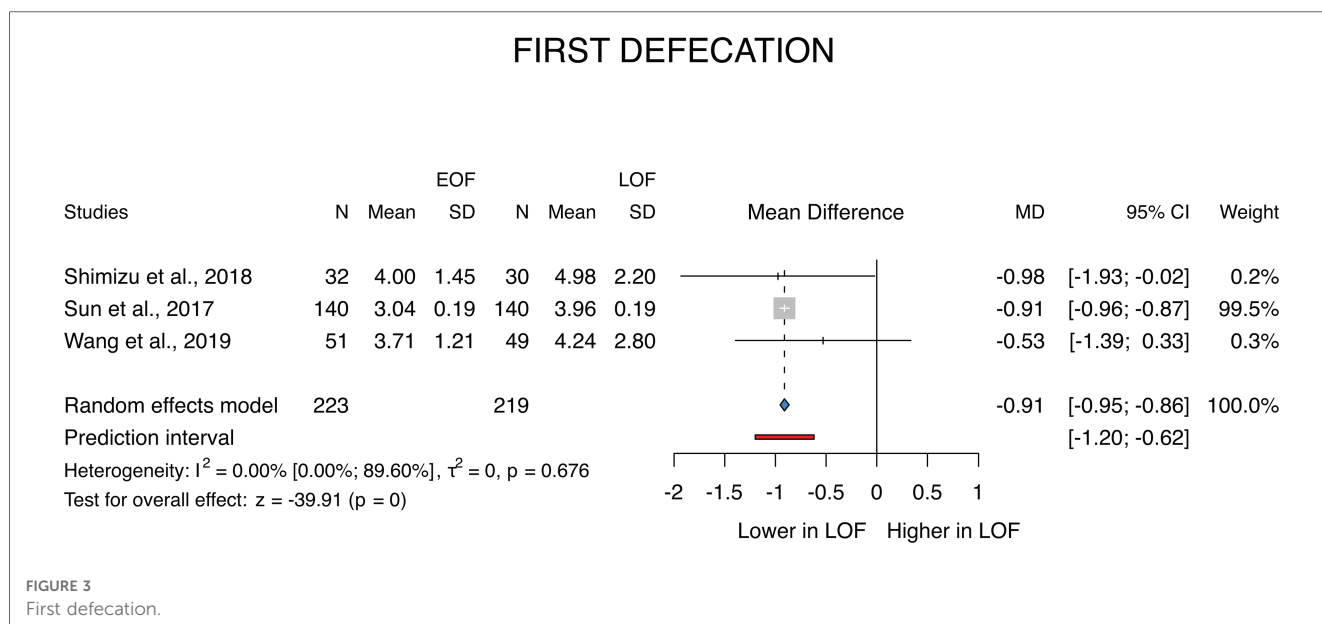 FIRST DEFECATION
EOF LOF
Studies N Mean SD N Mean SD Mean Difference MD 95% CI Weight
Shimizu et al., 2018 32 4.00 1.45 30 4.98 2.20 -0.98 [-1.93; -0.02] 0.2%
Sun et al., 2017 140 3.04 0.19 140 3.96 0.19 -0.91 [-0.96; -0.87] 99.5%
Wang et al., 2019 51 3.71 1.21 49 4.24 2.80 -0.53 [-1.39; 0.33] 0.3%
Random effects model 223 219 -0.91 [-0.95; -0.86] 100.0%
Prediction interval [-1.20; -0.62]
Heterogeneity: I² = 0.00% [0.00%; 89.60%], τ² = 0, p = 0.676
Test for overall effect: z = -39.91 (p = 0)
-2 -1.5 -1 -0.5 0 0.5 1
Lower in LOF Higher in LOF
FIGURE 3
First defecation.